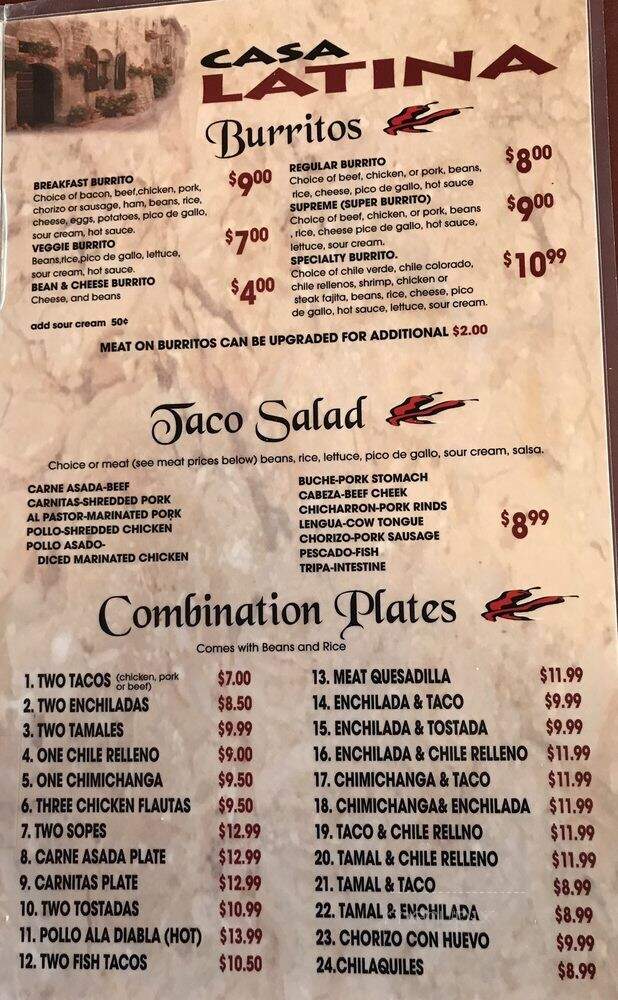 CASA
LATINA
Burritos
BREAKFAST BURRITO
Choice of bacon, beef,chicken, pork,
chorizo or sausage, ham, beans, rice,
cheese, eggs, potatoes, pico de gallo,
sour cream, hot sauce.
$9.00
VEGGIE BURRITO
Beans,rice,pico de gallo, lettuce,
sour cream, hot sauce.
$7.00
BEAN & CHEESE BURRITO
Cheese, and beans
$4.00
add sour cream 50¢
REGULAR BURRITO
Choice of beef, chicken, or pork, beans,
rice, cheese, pico de gallo, hot sauce
$8.00
SUPREME (SUPER BURRITO)
Choice of beef, chicken, or pork, beans
, rice, cheese pice de gallo, hot sauce,
lettuce, sour cream.
$9.00
SPECIALTY BURRITO.
Choice of chile verde, chile colorado,
chile rellenos, shrimp, chicken or
steak fajita, beans, rice, cheese, pico
de gallo, hot sauce, lettuce, sour cream.
$10.99
MEAT ON BURRITOS CAN BE UPGRADED FOR ADDITIONAL $2.00
Taco Salad
Choice or meat (see meat prices below) beans, rice, lettuce, pico de gallo, sour cream, salsa.
CARNE ASADA-BEEF
CARNITAS-SHREDDED PORK
AL PASTOR-MARINATED PORK
POLLO-SHREDDED CHICKEN
POLLO ASADO-
DICED MARINATED CHICKEN
BUCHE-PORK STOMACH
CABEZA-BEEF CHEEK
CHICHARRON-PORK RINDS
LENGUA-COW TONGUE
CHORIZO-PORK SAUSAGE
PESCADO-FISH
TRIPA-INTESTINE
$8.99
Combination Plates
Comes with Beans and Rice
1. TWO TACOS (chicken, pork or beef) $7.00
2. TWO ENCHILADAS $8.50
3. TWO TAMALES $9.99
4. ONE CHILE RELLENO $9.00
5. ONE CHIMICHANGA $9.50
6. THREE CHICKEN FLAUTAS $9.50
7. TWO SOPES $12.99
8. CARNE ASADA PLATE $12.99
9. CARNITAS PLATE $12.99
10. TWO TOSTADAS $10.99
11. POLLO ALA DIABLA (HOT) $13.99
12. TWO FISH TACOS $10.50
13. MEAT QUESADILLA $11.99
14. ENCHILADA & TACO $9.99
15. ENCHILADA & TOSTADA $9.99
16. ENCHILADA & CHILE RELLENO $11.99
17. CHIMICHANGA & TACO $11.99
18. CHIMICHANGA& ENCHILADA $11.99
19. TACO & CHILE RELLNO $11.99
20. TAMAL & CHILE RELLENO $11.99
21. TAMAL & TACO $8.99
22. TAMAL & ENCHILADA $8.99
23. CHORIZO CON HUEVO $9.99
24.CHILAQUILES $8.99